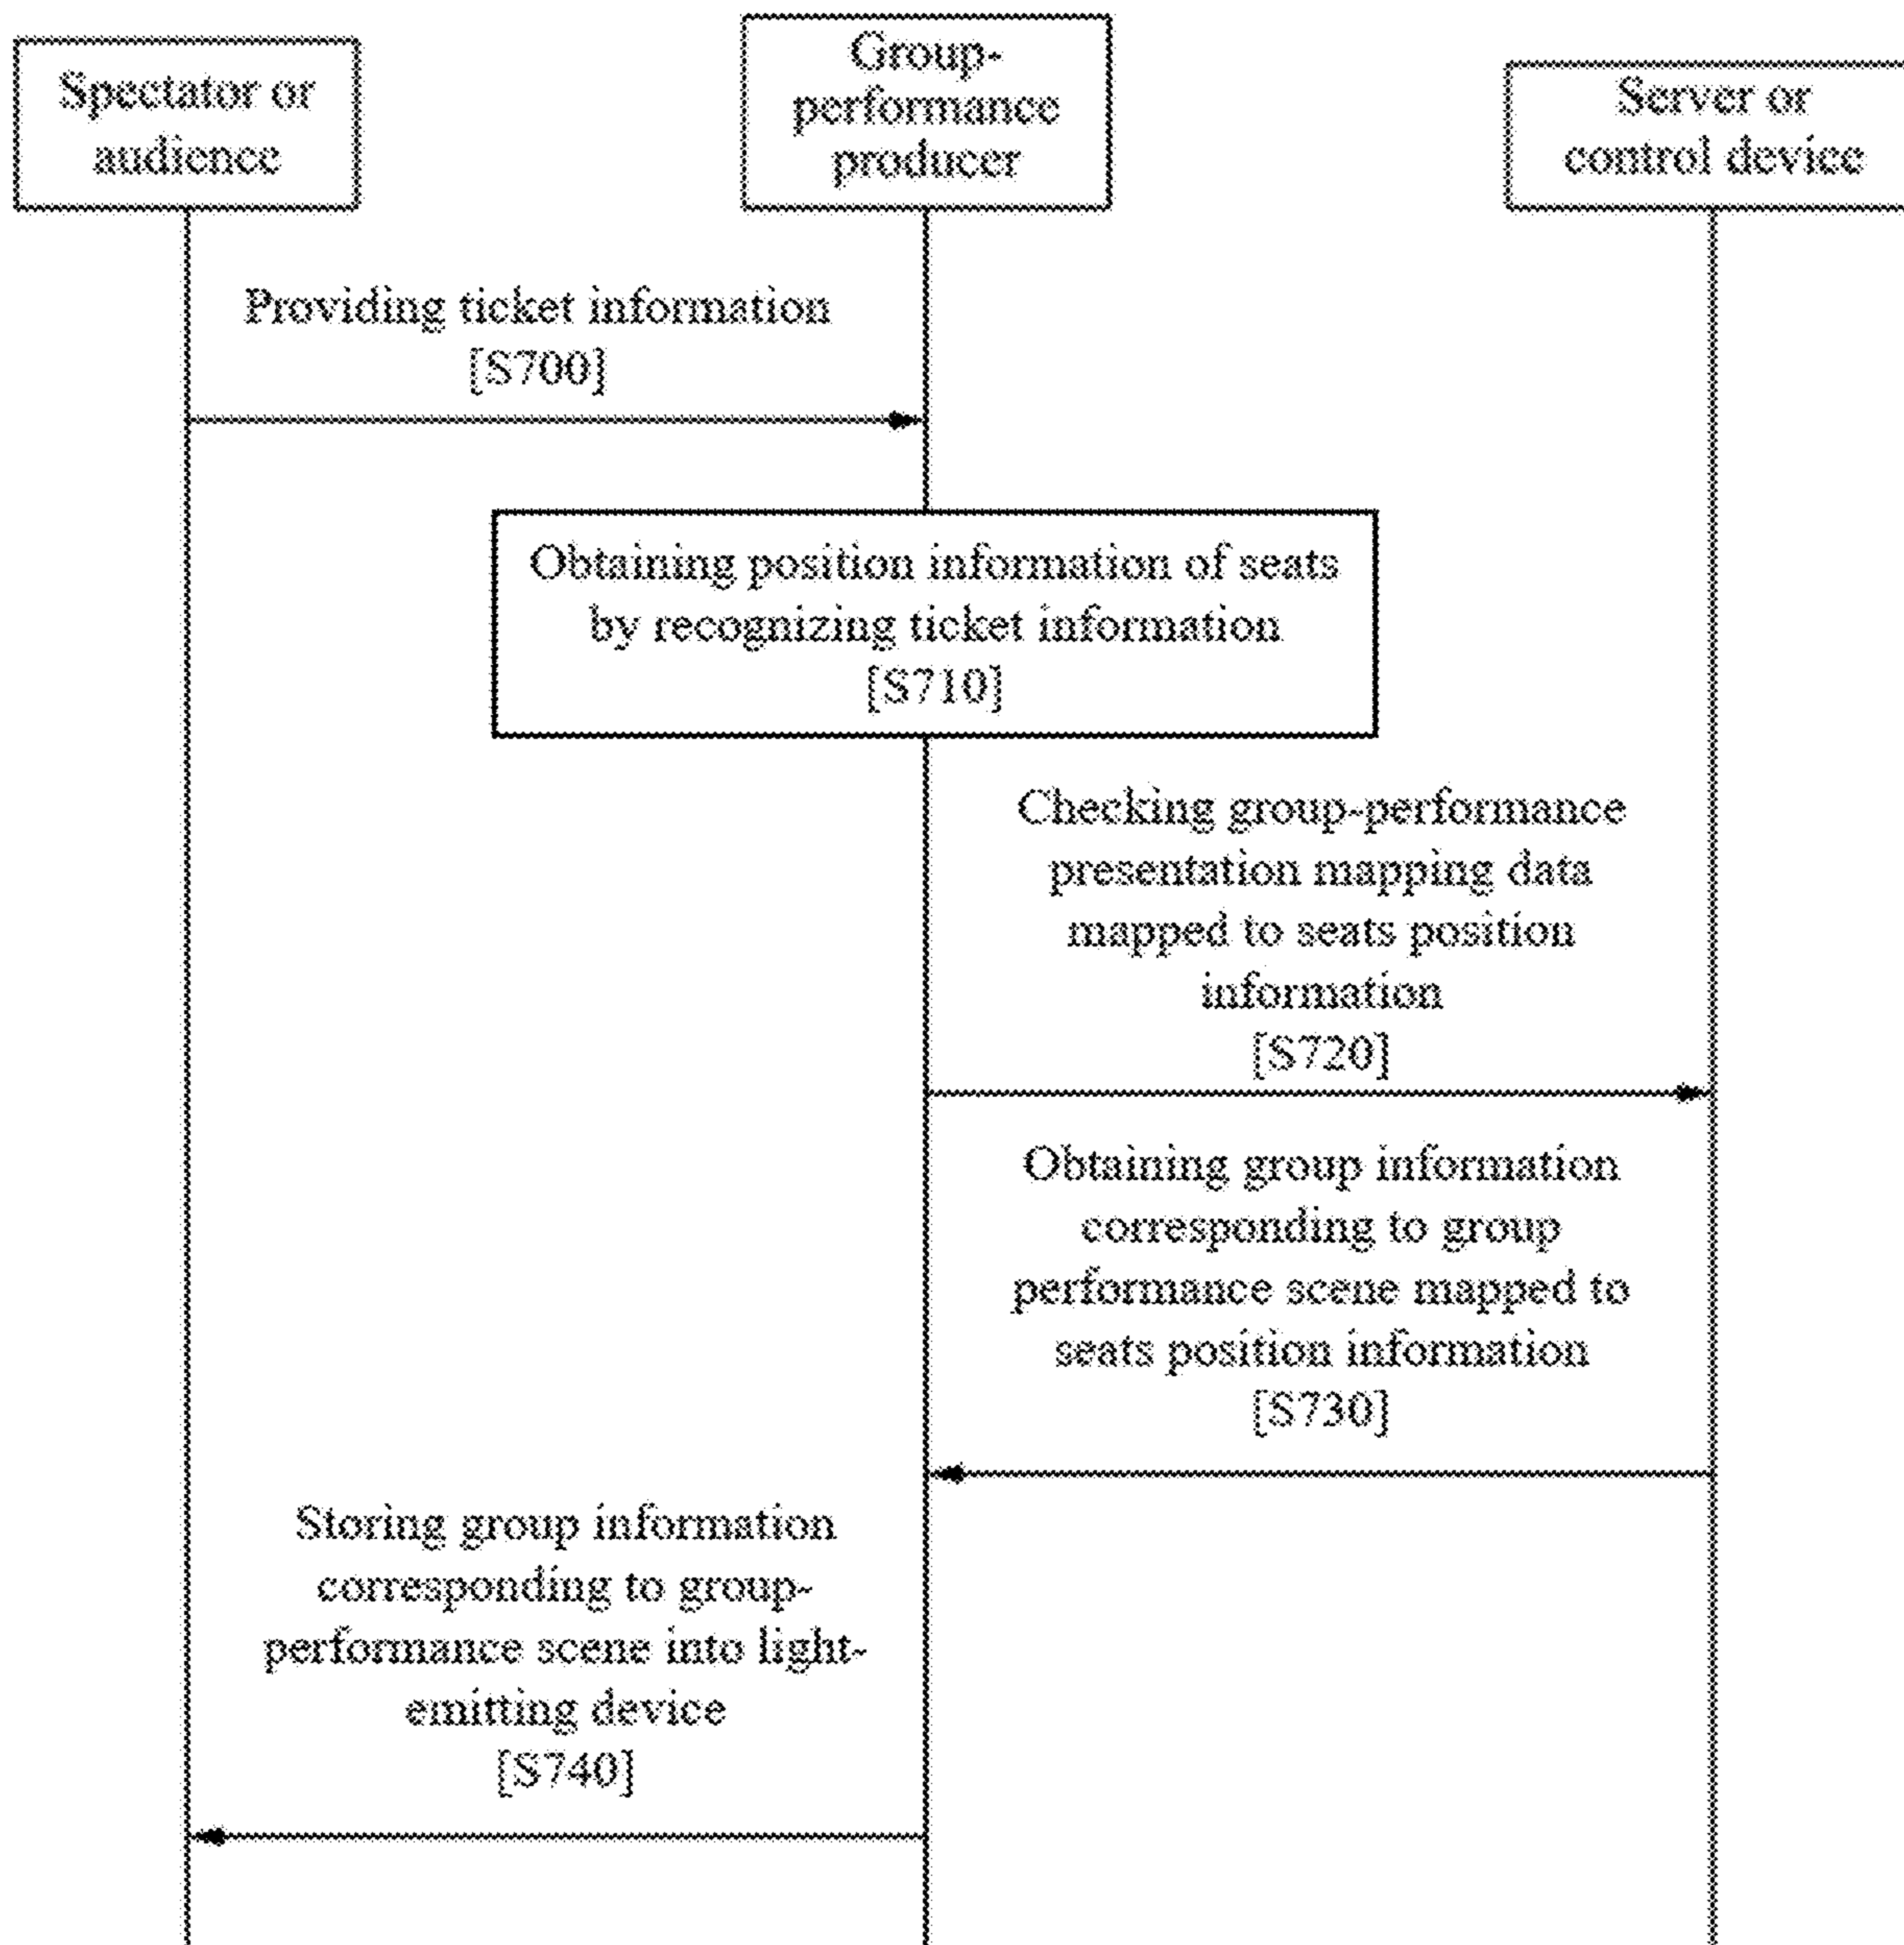 Spectator or
audience
Group-
performance
producer
Server or
control device
Providing ticket information
[S700]
Obtaining position information of seats
by recognizing ticket information
[S710]
Checking group-performance
presentation mapping data
mapped to seats position
information
[S720]
Obtaining group information
corresponding to group
performance scene mapped to
seats position information
[S730]
Storing group information
corresponding to group-
performance scene into light-
emitting device
[S740]